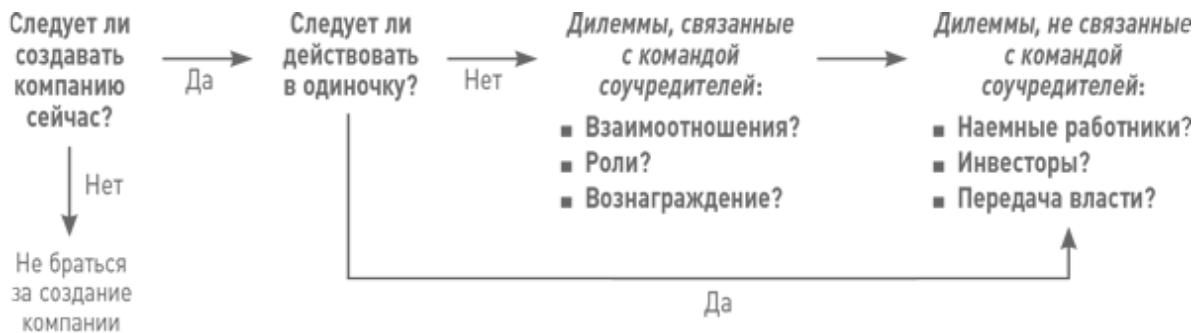 Следует ли
создавать
компанию
сейчас?
Да
Нет
Не браться
за создание
компании
Следует ли
действовать
в одиночку?
Нет
Да
Дилеммы, связанные
с командой
соучредителей:
■ Взаимоотношения?
■ Роли?
■ Вознаграждение?
Дилеммы, не связанные
с командой
соучредителей:
■ Наемные работники?
■ Инвесторы?
■ Передача власти?